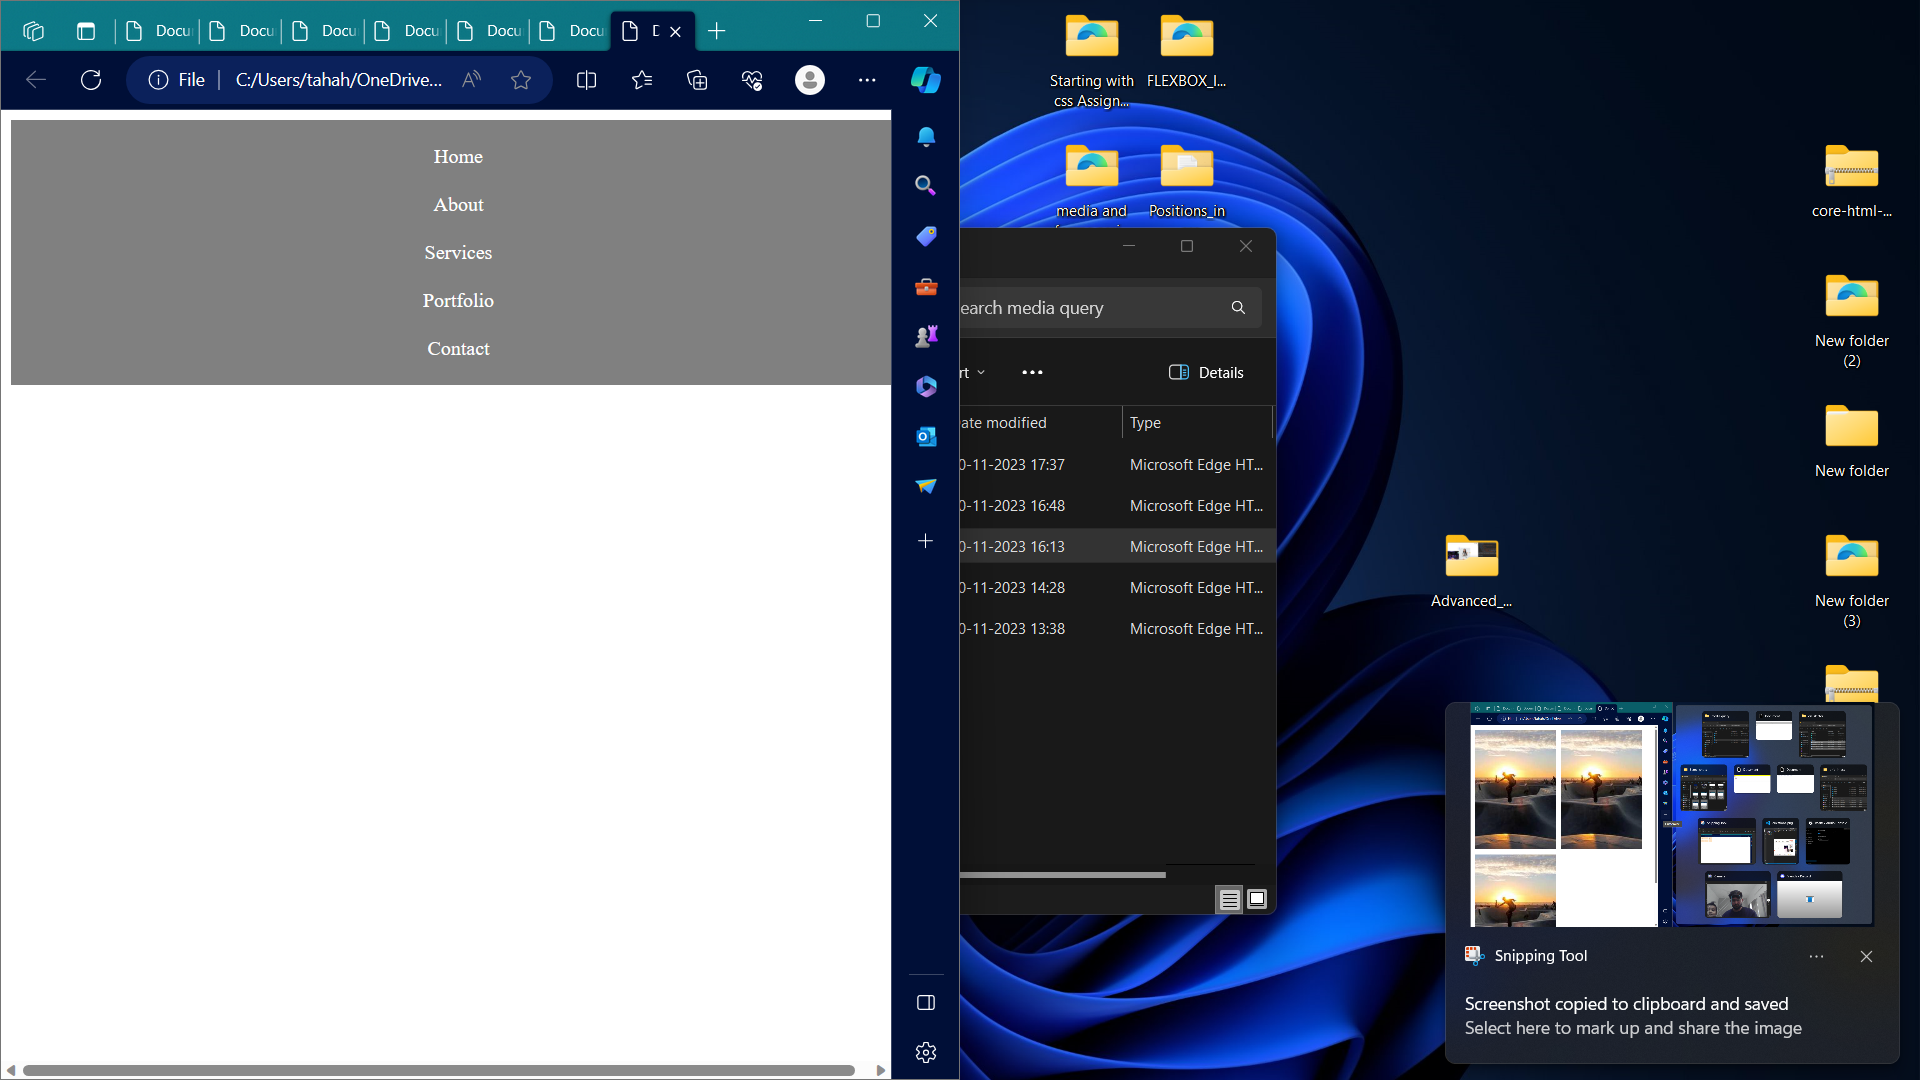 Docu
Docu
Docu
Docu
Docu
Docu
File
C:/Users/tahah/OneDrive...
Home
About
Services
Portfolio
Contact
Starting with
css Assign...
FLEXBOX_I...
media and
Positions_in
core-html-...
New folder
(2)
New folder
New folder
(3)
Advanced_...
earch media query
rt
Details
ate modified
Type
0-11-2023 17:37
Microsoft Edge HT...
0-11-2023 16:48
Microsoft Edge HT...
0-11-2023 16:13
Microsoft Edge HT...
0-11-2023 14:28
Microsoft Edge HT...
0-11-2023 13:38
Microsoft Edge HT...
Snipping Tool
Screenshot copied to clipboard and saved
Select here to mark up and share the image